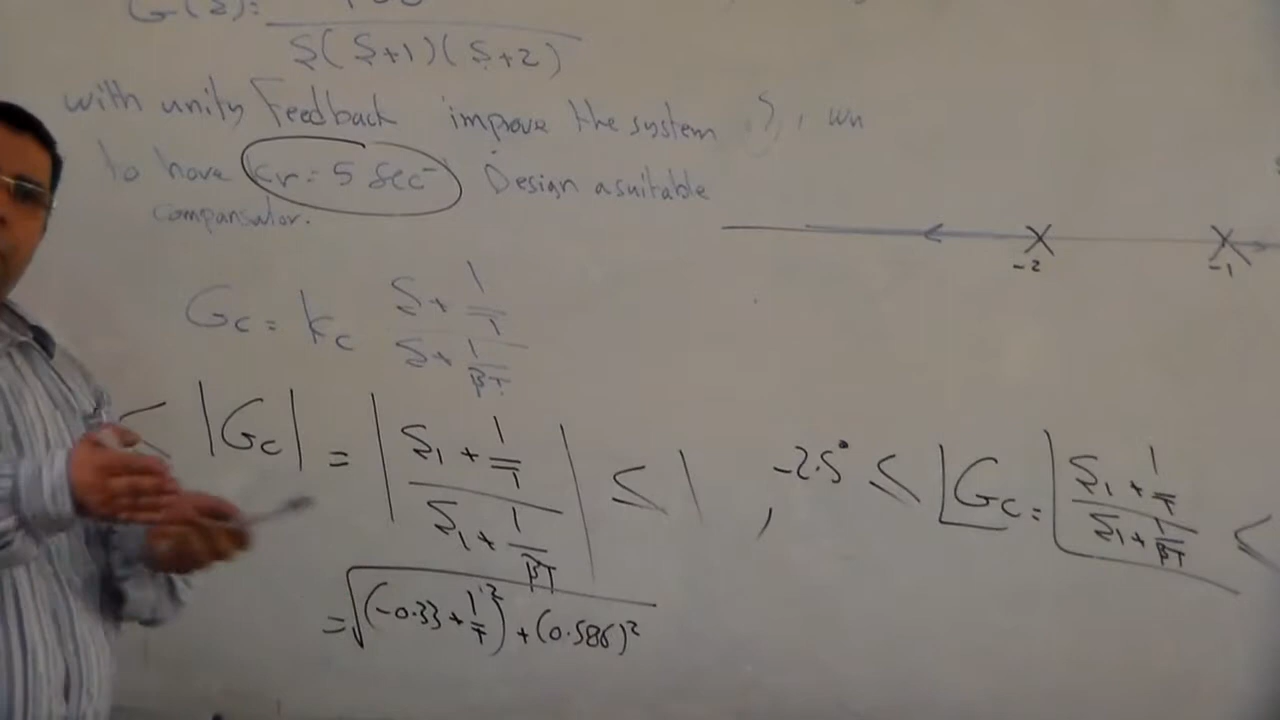 G(s):
S(S+1)(S+2)
with unity Feedback improve the system ξ, wn
to have Kv = 5 Sec⁻ Design a suitable
compansator.
-2 -1
Gc = Kc (S + 1/T) / (S + 1/βT)
≤ |Gc| = |(S₁ + 1/T) / (S₁ + 1/βT)| ≤ 1 , -2.5° ≤ ∠Gc = ∠(S₁ + 1/T) / (S₁ + 1/βT) ≤
= √(-0.33 + 1/T)² + (0.586)²